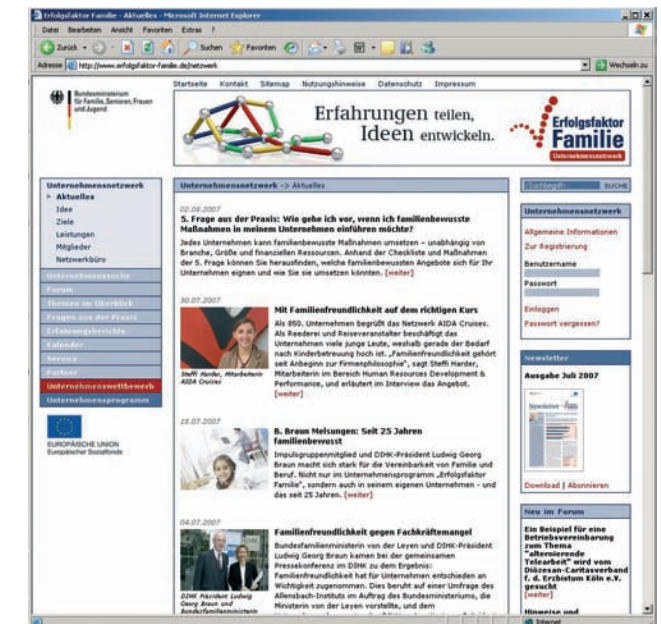 Erfolgsfaktor Familie - Aktuelles - Microsoft Internet Explorer
Datei Bearbeiten Ansicht Favoriten Extras ?
Zurück Suchen Favoriten
Adresse http://www.erfolgsfaktor-familie.de/netzwerk Wechseln zu
Startseite Kontakt Sitemap Nutzungshinweise Datenschutz Impressum
Bundesministerium
für Familie, Senioren, Frauen
und Jugend
Erfahrungen teilen,
Ideen entwickeln.
Erfolgsfaktor
Familie
Unternehmensnetzwerk
Unternehmensnetzwerk
> Aktuelles
Idee
Ziele
Leistungen
Mitglieder
Netzwerkbüro
Unternehmenssuche
Forum
Themen im Überblick
Fragen aus der Praxis
Erfahrungsberichte
Kalender
Service
Partner
Unternehmenswettbewerb
Unternehmensprogramm
EUROPÄISCHE UNION
Europäischer Sozialfonds
Unternehmensnetzwerk -> Aktuelles
02.08.2007
5. Frage aus der Praxis: Wie gehe ich vor, wenn ich familienbewusste
Maßnahmen in meinem Unternehmen einführen möchte?
Jedes Unternehmen kann familienbewusste Maßnahmen umsetzen – unabhängig von
Branche, Größe und finanziellen Ressourcen. Anhand der Checkliste und Maßnahmen
der 5. Frage können Sie herausfinden, welche familienbewussten Angebote sich für Ihr
Unternehmen eignen und wie Sie sie umsetzen könnten. [weiter]
30.07.2007
Mit Familienfreundlichkeit auf dem richtigen Kurs
Als 850. Unternehmen begrüßt das Netzwerk AIDA Cruises.
Als Reederei und Reiseveranstalter beschäftigt das
Unternehmen viele junge Leute, weshalb gerade der Bedarf
nach Kinderbetreuung hoch ist. „Familienfreundlichkeit gehört
seit Anbeginn zur Firmenphilosophie", sagt Steffi Harder,
Mitarbeiterin im Bereich Human Resources Development &
Performance, und erläutert im Interview das Angebot.
[weiter]
Steffi Harder, Mitarbeiterin
AIDA Cruises
18.07.2007
B. Braun Melsungen: Seit 25 Jahren
familienbewusst
Impulsgruppenmitglied und DIHK-Präsident Ludwig Georg
Braun macht sich stark für die Vereinbarkeit von Familie und
Beruf. Nicht nur im Unternehmensprogramm „Erfolgsfaktor
Familie", sondern auch in seinem eigenen Unternehmen - und
das seit 25 Jahren. [weiter]
04.07.2007
Familienfreundlichkeit gegen Fachkräftemangel
Bundesfamilienministerin von der Leyen und DIHK-Präsident
Ludwig Georg Braun kamen bei der gemeinsamen
Pressekonferenz im DIHK zu dem Ergebnis:
Familienfreundlichkeit hat für Unternehmen entschieden an
Wichtigkeit zugenommen. Dies beruht auf einer Umfrage des
Allensbach-Instituts im Auftrag des Bundesministeriums, die
Ministerin von der Leyen vorstellte, und dem
DIHK Präsident Ludwig
Georg Braun und
Bundesfamilienministerin
SUCHE
Unternehmensnetzwerk
Allgemeine Informationen
Zur Registrierung
Benutzername
Passwort
Einloggen
Passwort vergessen?
Newsletter
Ausgabe Juli 2007
Newsletter
Download | Abonnieren
Neu im Forum
Ein Beispiel für eine
Betriebsvereinbarung
zum Thema
"alternierende
Telearbeit" wird vom
Diözesan-Caritasverband
f. d. Erzbistum Köln e.V.
gesucht
[weiter]
Hinweise und
Internet